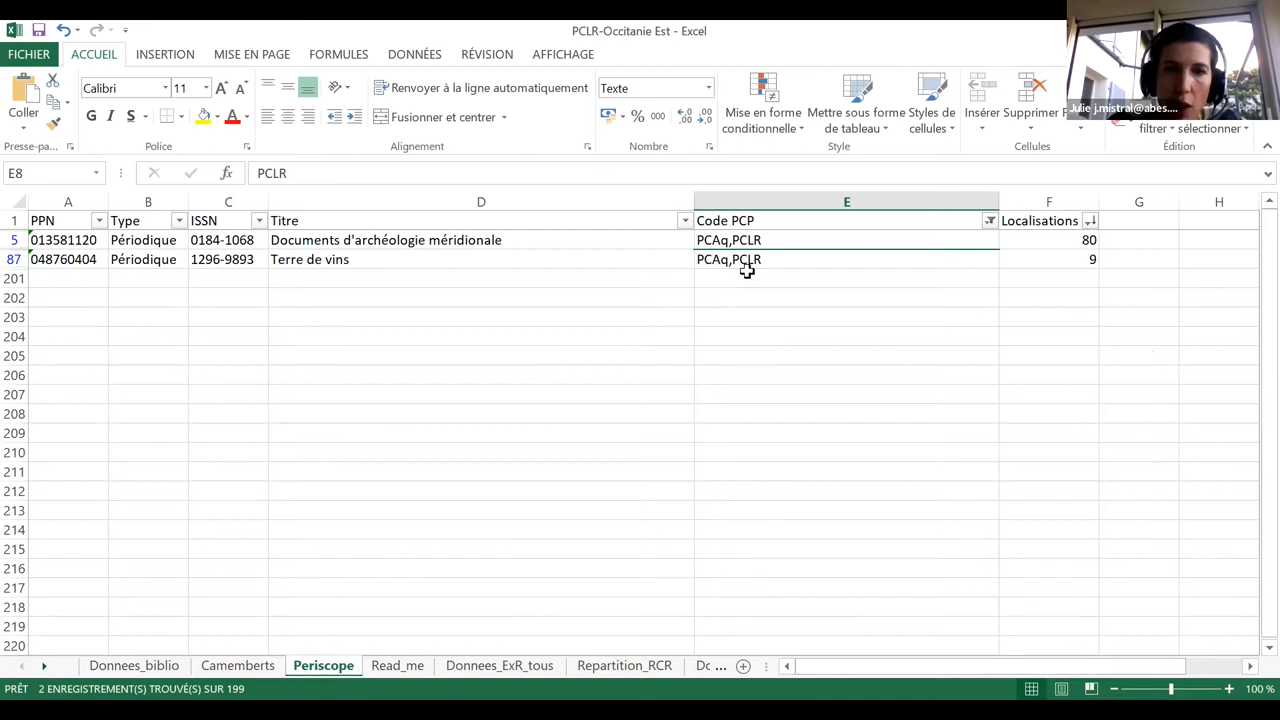 PCLR-Occitanie Est - Excel
FICHIER ACCUEIL INSERTION MISE EN PAGE FORMULES DONNÉES RÉVISION AFFICHAGE
Julie j.mistral@abes....
Calibri 11 Renvoyer à la ligne automatiquement Texte
Coller G I S Fusionner et centrer % 000 Mise en forme conditionnelle Mettre sous forme de tableau Styles de cellules Insérer Supprimer filtrer sélectionner
Presse-pa... Police Alignement Nombre Style Cellules Édition
E8 fx PCLR
A B C D E F G H
1 PPN Type ISSN Titre Code PCP Localisations
5 013581120 Périodique 0184-1068 Documents d'archéologie méridionale PCAq,PCLR 80
87 048760404 Périodique 1296-9893 Terre de vins PCAq,PCLR 9
201
202
203
204
205
206
207
208
209
210
211
212
213
214
215
216
217
218
219
220
Donnees_biblio Camemberts Periscope Read_me Donnees_ExR_tous Repartition_RCR Dc ...
PRÊT 2 ENREGISTREMENT(S) TROUVÉ(S) SUR 199 100 %